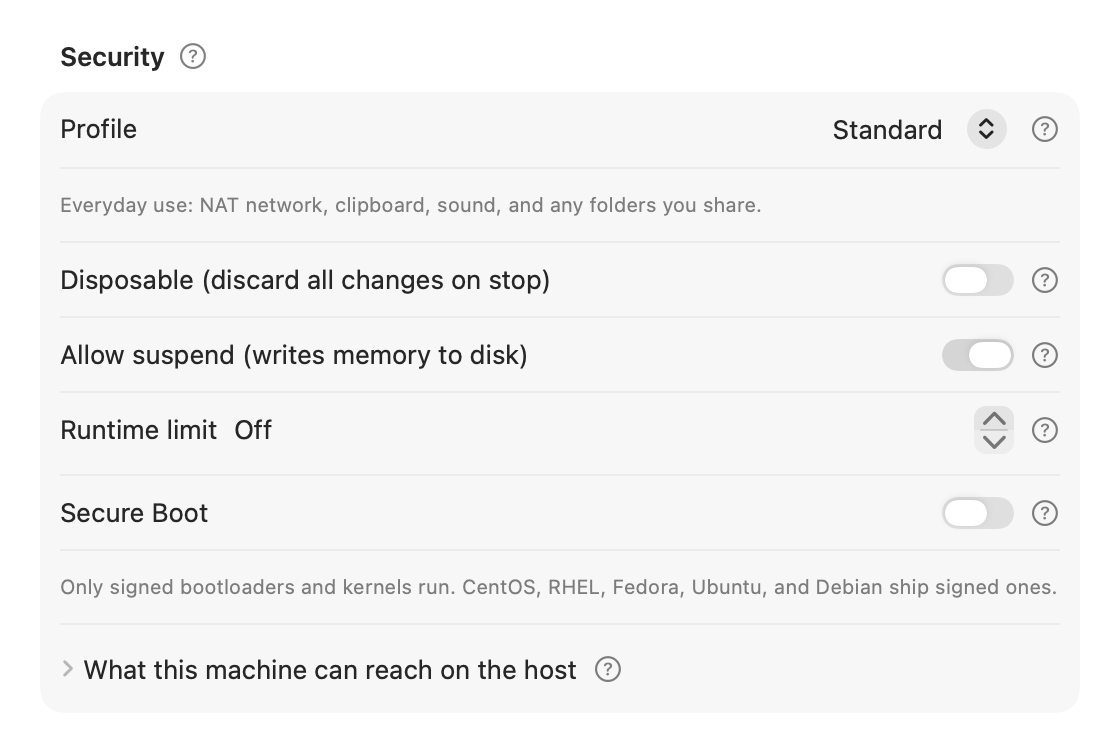 Security ?
Profile Standard ?
Everyday use: NAT network, clipboard, sound, and any folders you share.
Disposable (discard all changes on stop) ?
Allow suspend (writes memory to disk) ?
Runtime limit Off ?
Secure Boot ?
Only signed bootloaders and kernels run. CentOS, RHEL, Fedora, Ubuntu, and Debian ship signed ones.
What this machine can reach on the host ?